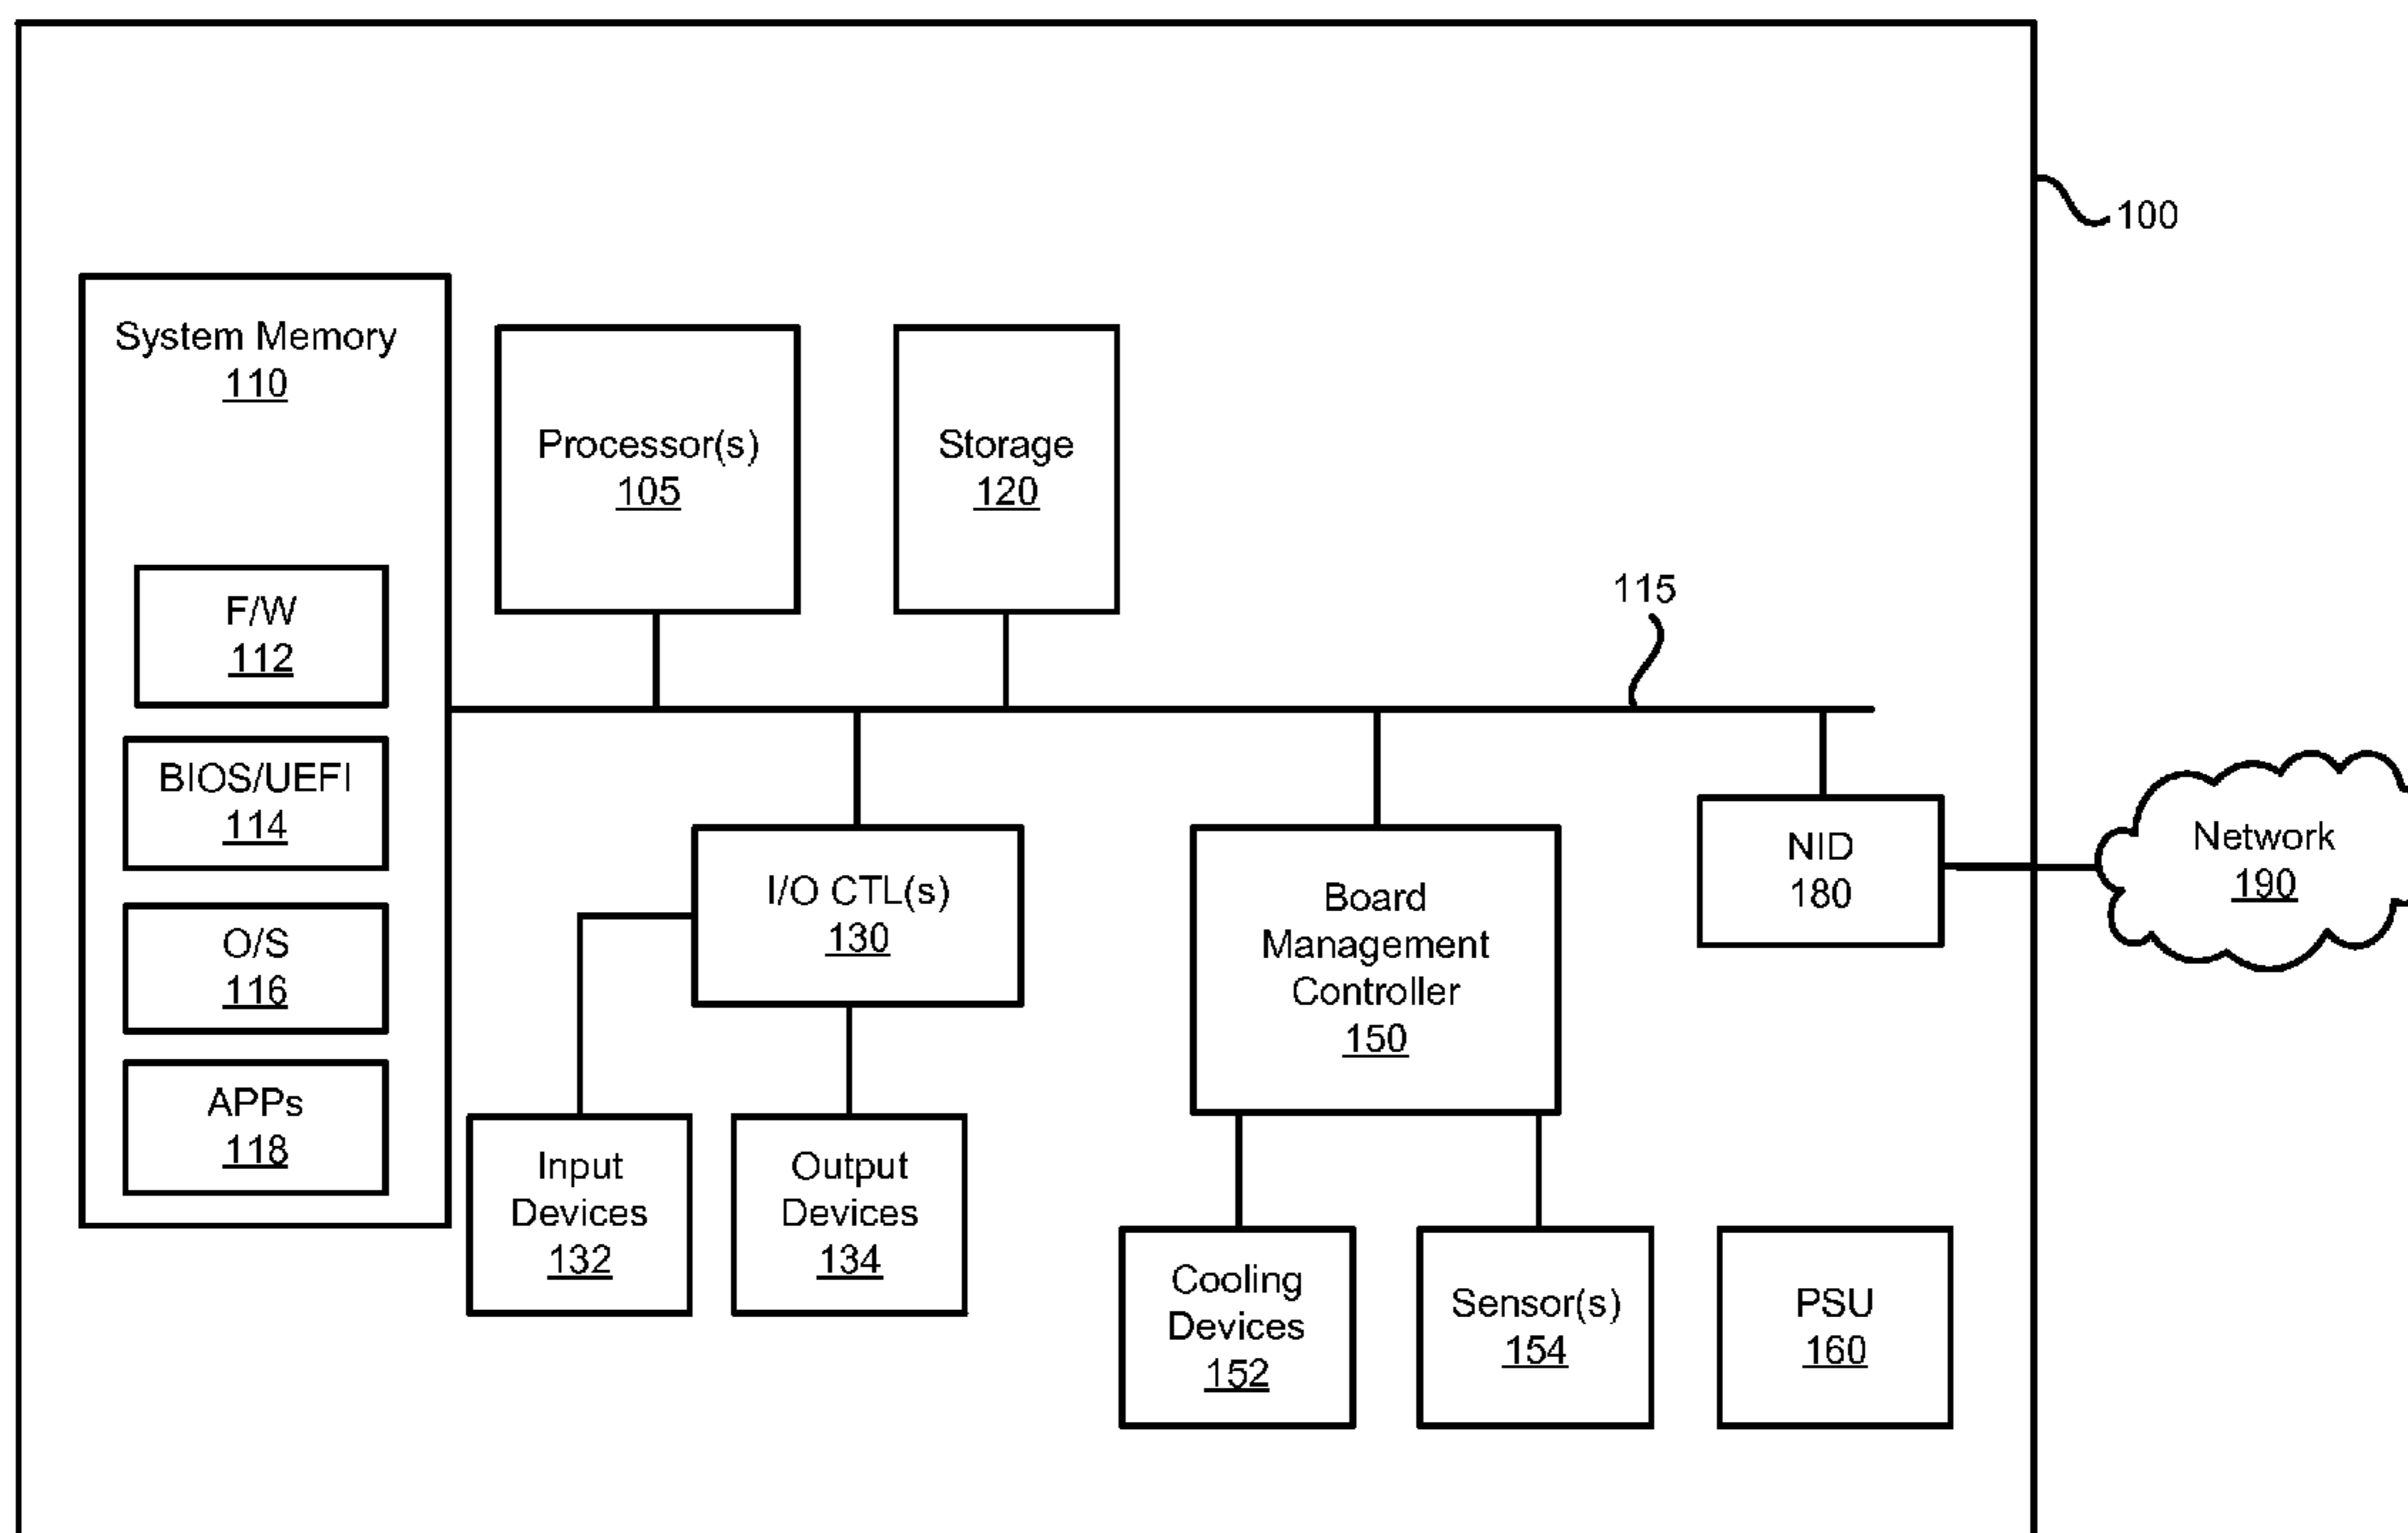 100
System Memory
110
Processor(s)
105
Storage
120
F/W
112
115
BIOS/UEFI
114
I/O CTL(s)
130
Board
Management
Controller
150
NID
180
Network
190
O/S
116
APPs
118
Input
Devices
132
Output
Devices
134
Cooling
Devices
152
Sensor(s)
154
PSU
160